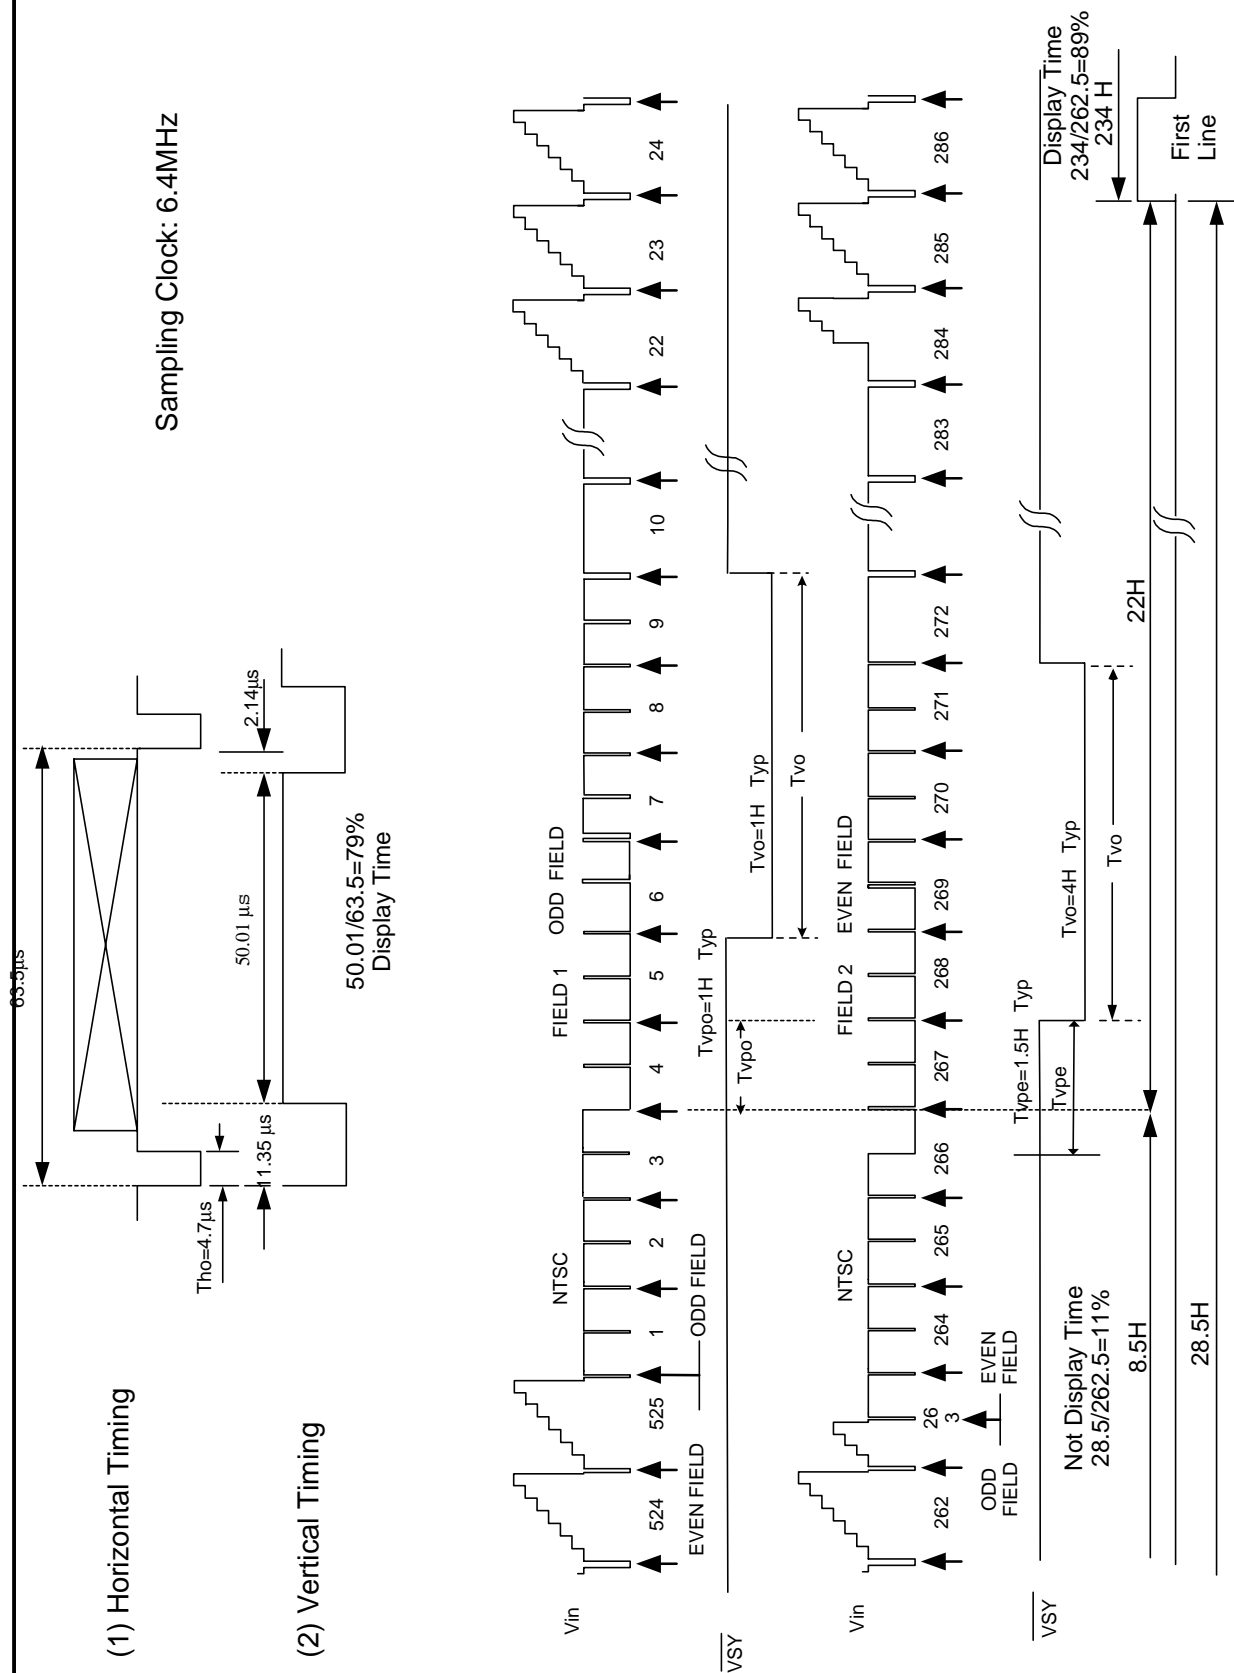 (1) Horizontal Timing
Sampling Clock: 6.4MHz
63.5µs
Tho=4.7µs
11.35 µs
50.01 µs
2.14µs
(2) Vertical Timing
50.01/63.5=79%
Display Time
NTSC
FIELD 1
ODD FIELD
Vin
524
525
1
2
3
4
5
6
7
8
9
10
22
23
24
EVEN FIELD
ODD FIELD
Tvpo=1H Typ
Tvpo
Tvo=1H Typ
Tvo
VSY
NTSC
FIELD 2
EVEN FIELD
Vin
262
26
3
264
265
266
267
268
269
270
271
272
283
284
285
286
ODD
FIELD
EVEN
FIELD
Tvpe=1.5H Typ
Tvpe
Tvo=4H Typ
Tvo
VSY
Not Display Time
28.5/262.5=11%
Display Time
234/262.5=89%
234 H
8.5H
22H
First
Line
28.5H